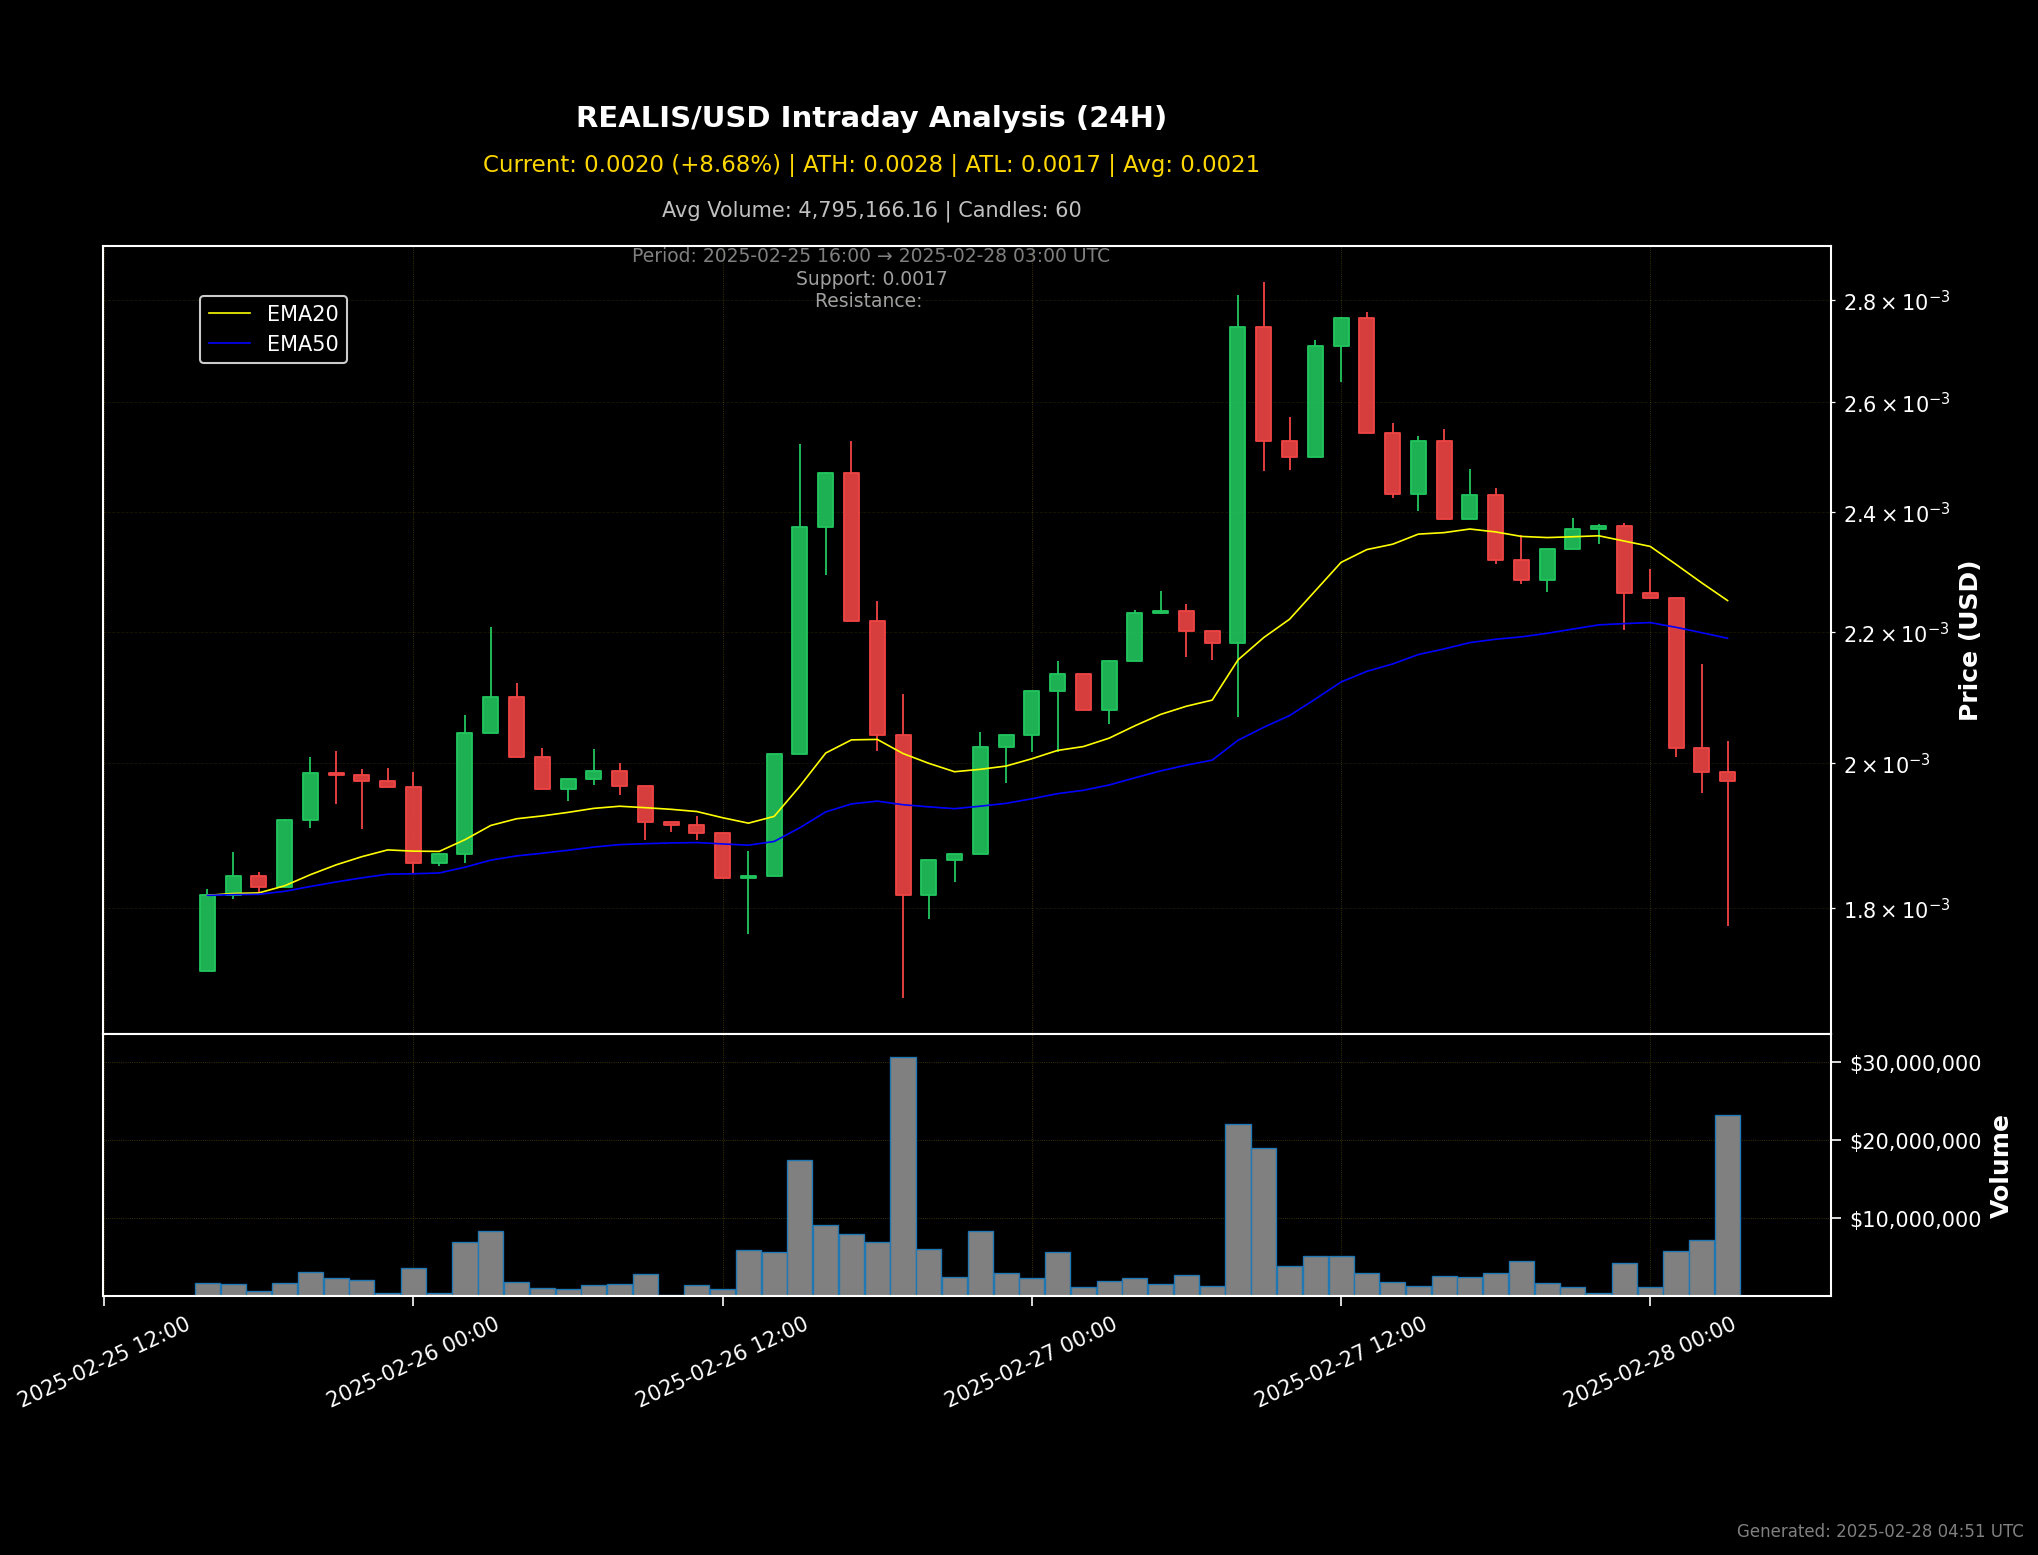 REALIS/USD Intraday Analysis (24H)
Current: 0.0020 (+8.68%) | ATH: 0.0028 | ATL: 0.0017 | Avg: 0.0021
Avg Volume: 4,795,166.16 | Candles: 60
Period: 2025-02-25 16:00 → 2025-02-28 03:00 UTC
Support: 0.0017
Resistance:
EMA20
EMA50
2.8 × 10⁻³
2.6 × 10⁻³
2.4 × 10⁻³
2.2 × 10⁻³
2 × 10⁻³
1.8 × 10⁻³
Price (USD)
$30,000,000
$20,000,000
$10,000,000
Volume
2025-02-25 12:00
2025-02-26 00:00
2025-02-26 12:00
2025-02-27 00:00
2025-02-27 12:00
2025-02-28 00:00
Generated: 2025-02-28 04:51 UTC